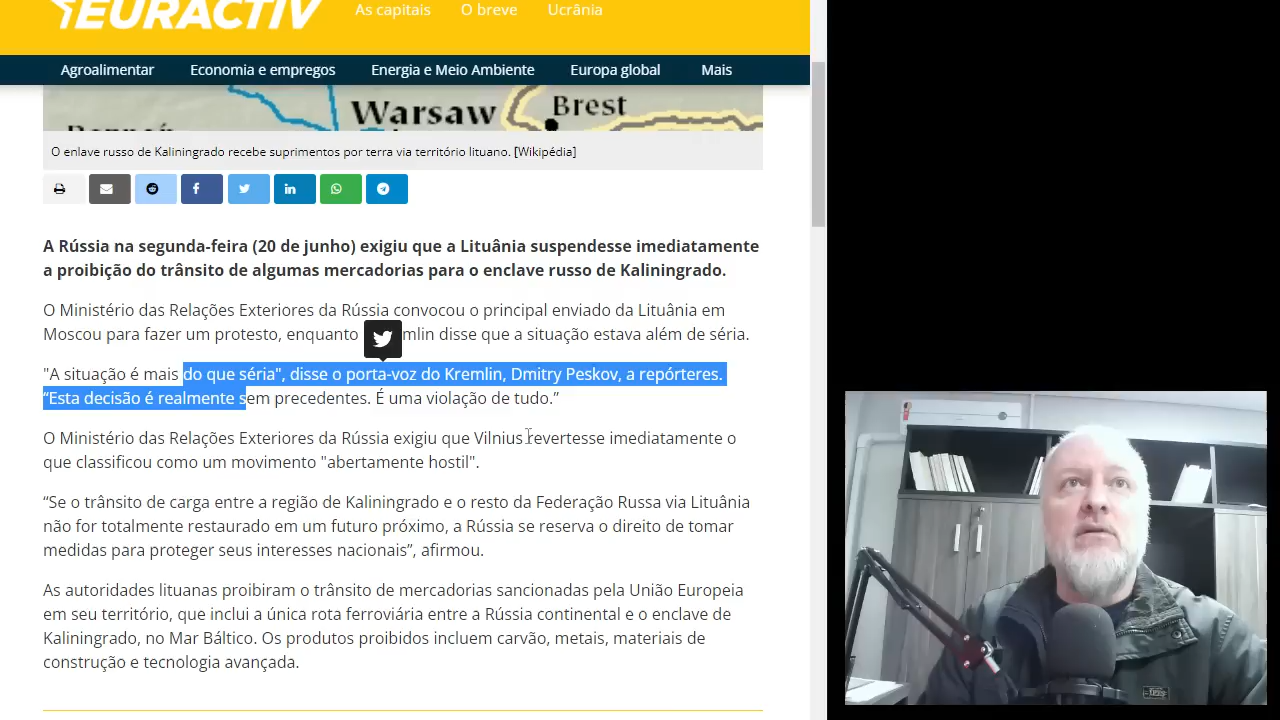 EURACTIV
As capitais O breve Ucrânia
Agroalimentar Economia e empregos Energia e Meio Ambiente Europa global Mais
Warsaw Brest
O enlave russo de Kaliningrado recebe suprimentos por terra via território lituano. [Wikipédia]
A Rússia na segunda-feira (20 de junho) exigiu que a Lituânia suspendesse imediatamente
a proibição do trânsito de algumas mercadorias para o enclave russo de Kaliningrado.
O Ministério das Relações Exteriores da Rússia convocou o principal enviado da Lituânia em
Moscou para fazer um protesto, enquanto mlin disse que a situação estava além de séria.
"A situação é mais do que séria", disse o porta-voz do Kremlin, Dmitry Peskov, a repórteres.
“Esta decisão é realmente sem precedentes. É uma violação de tudo.”
O Ministério das Relações Exteriores da Rússia exigiu que Vilnius revertesse imediatamente o
que classificou como um movimento "abertamente hostil".
“Se o trânsito de carga entre a região de Kaliningrado e o resto da Federação Russa via Lituânia
não for totalmente restaurado em um futuro próximo, a Rússia se reserva o direito de tomar
medidas para proteger seus interesses nacionais”, afirmou.
As autoridades lituanas proibiram o trânsito de mercadorias sancionadas pela União Europeia
em seu território, que inclui a única rota ferroviária entre a Rússia continental e o enclave de
Kaliningrado, no Mar Báltico. Os produtos proibidos incluem carvão, metais, materiais de
construção e tecnologia avançada.